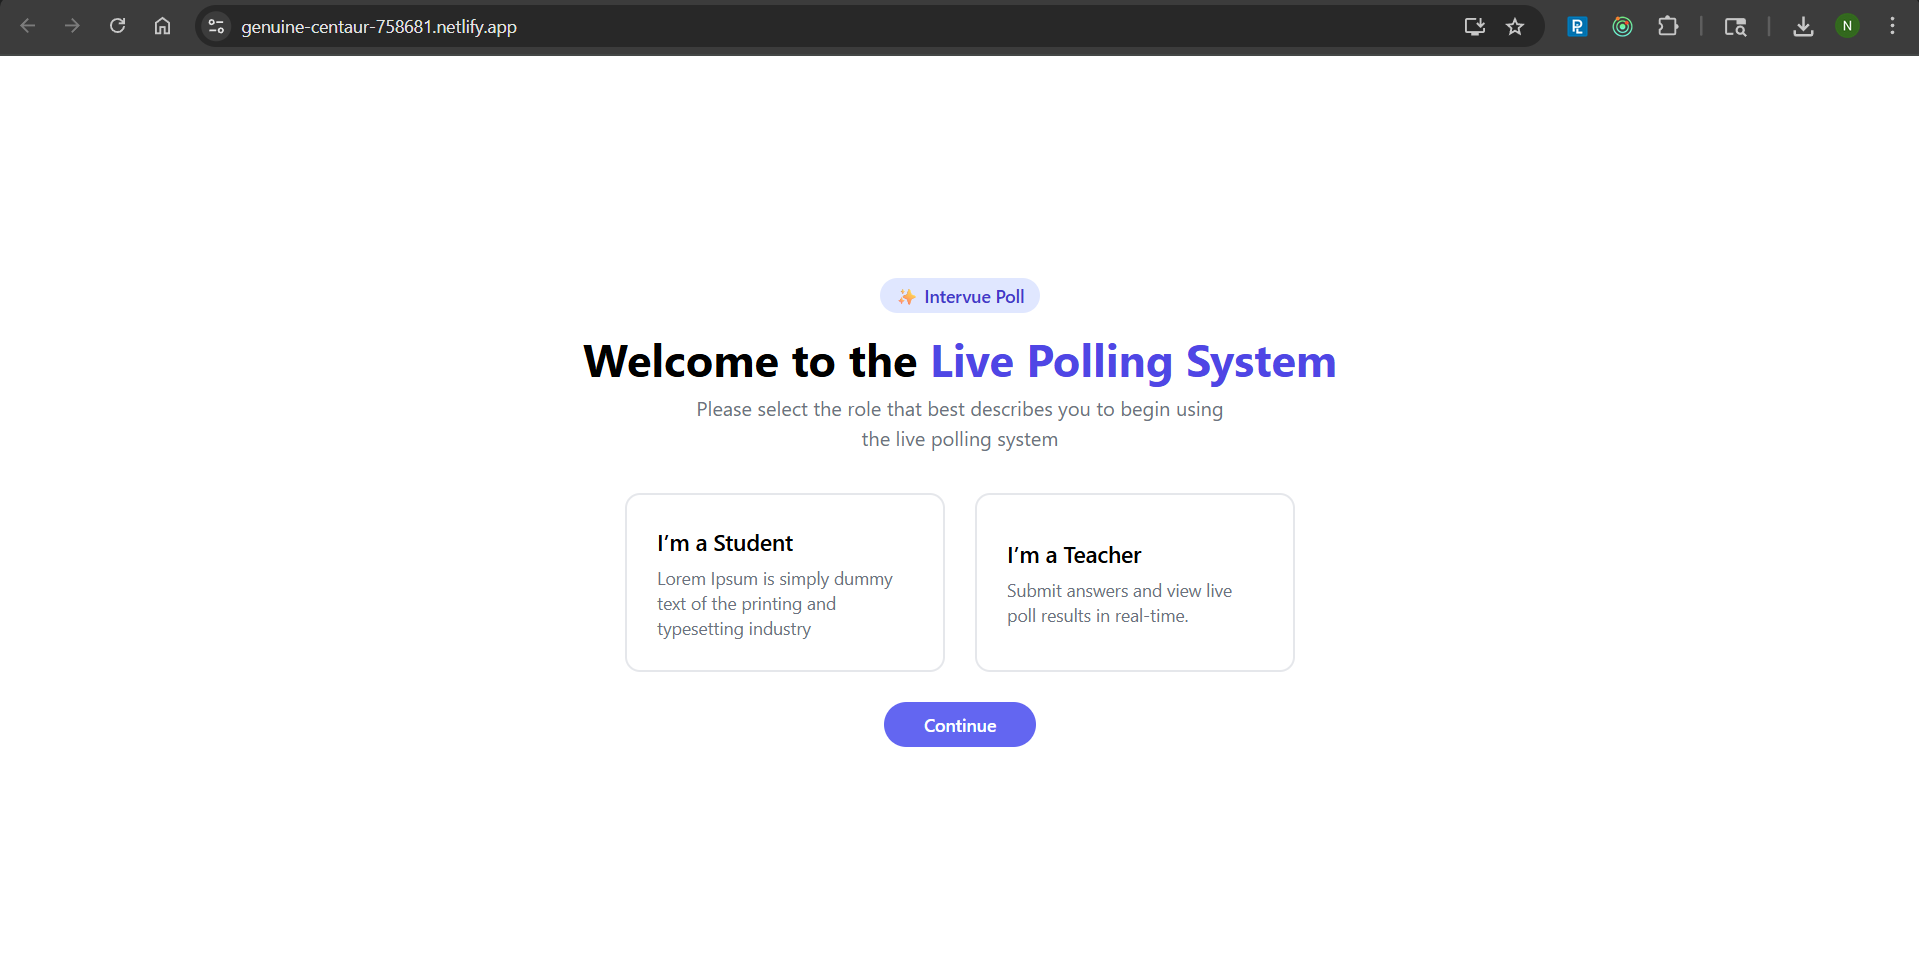 genuine-centaur-758681.netlify.app
N
✨ Intervue Poll
Welcome to the Live Polling System
Please select the role that best describes you to begin using
the live polling system
I’m a Student
Lorem Ipsum is simply dummy
text of the printing and
typesetting industry
I’m a Teacher
Submit answers and view live
poll results in real-time.
Continue